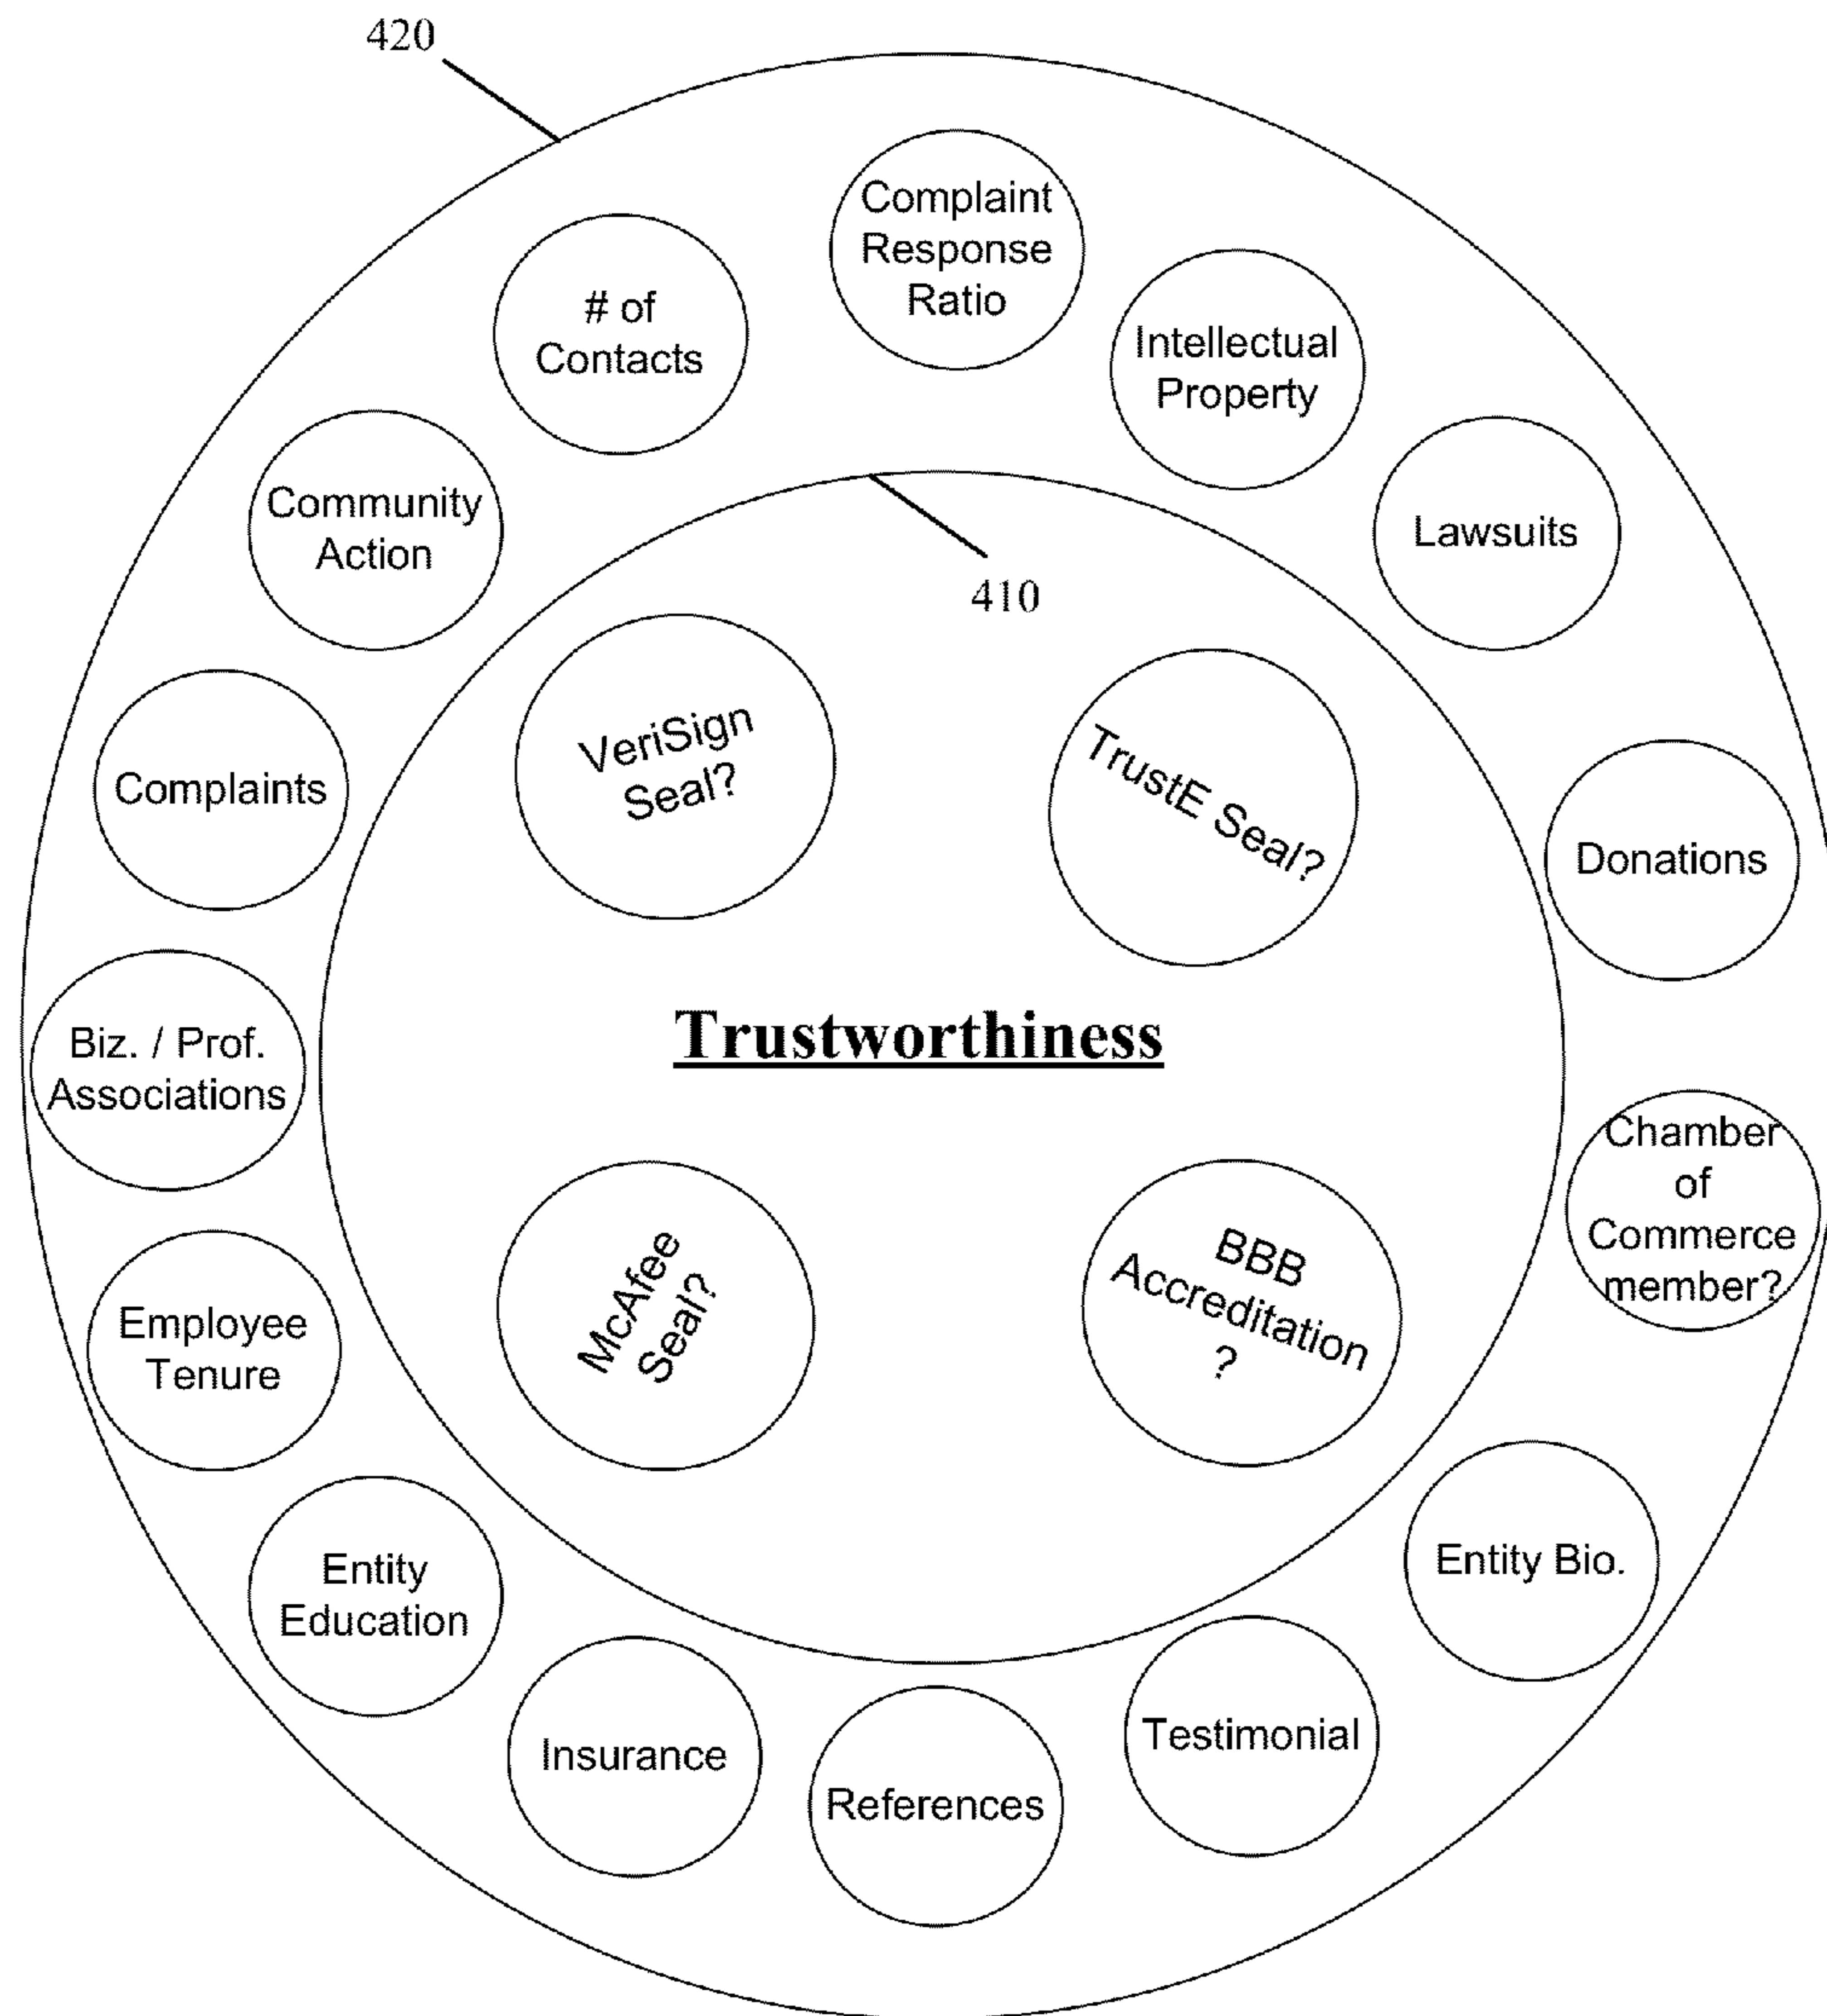 420
Complaint
Response
Ratio
# of
Contacts
Intellectual
Property
Lawsuits
Community
Action
410
VeriSign
Seal?
TrustE Seal?
Complaints
Donations
Trustworthiness
Biz. / Prof.
Associations
Chamber
of
Commerce
member?
McAfee
Seal?
BBB
Accreditation
?
Employee
Tenure
Entity
Education
Entity Bio.
Insurance
References
Testimonial